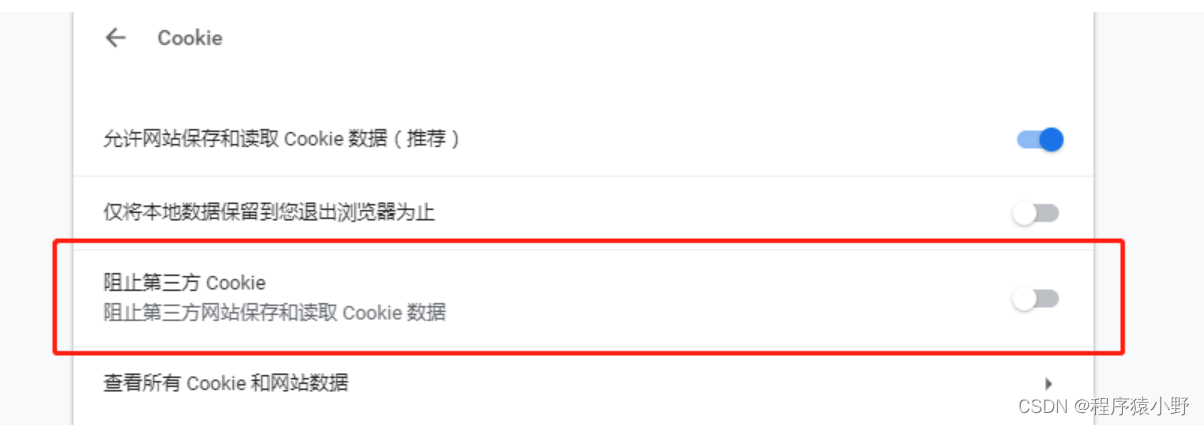 Cookie
允许网站保存和读取 Cookie 数据（推荐）
仅将本地数据保留到您退出浏览器为止
阻止第三方 Cookie
阻止第三方网站保存和读取 Cookie 数据
查看所有 Cookie 和网站数据
CSDN @程序猿小野